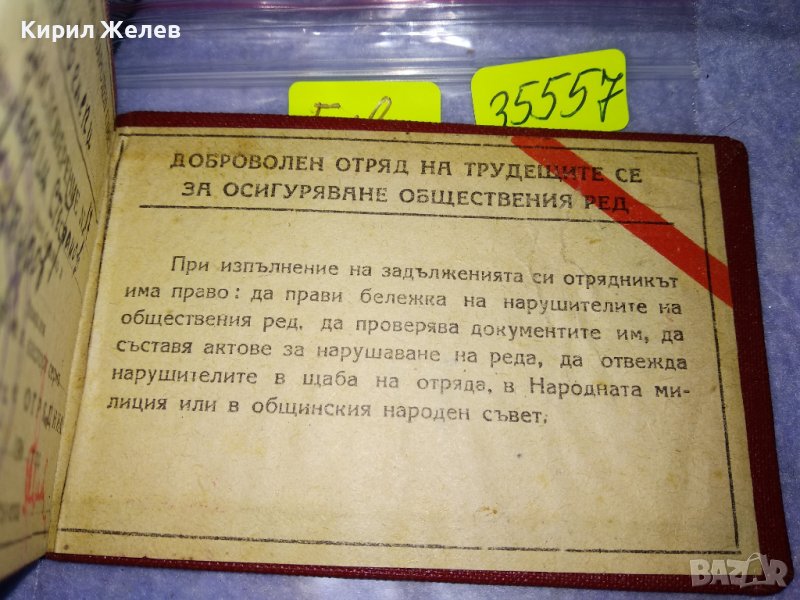 Кирил Желев
35557
ДОБРОВОЛЕН ОТРЯД НА ТРУДЕЩИТЕ СЕ
ЗА ОСИГУРЯВАНЕ ОБЩЕСТВЕНИЯ РЕД
При изпълнение на задълженията си отрядникът
има право: да прави бележка на нарушителите на
обществения ред, да проверява документите им, да
съставя актове за нарушаване на реда, да отвежда
нарушителите в щаба на отряда, в Народната ми-
лиция или в общинския народен съвет.
BAZAR